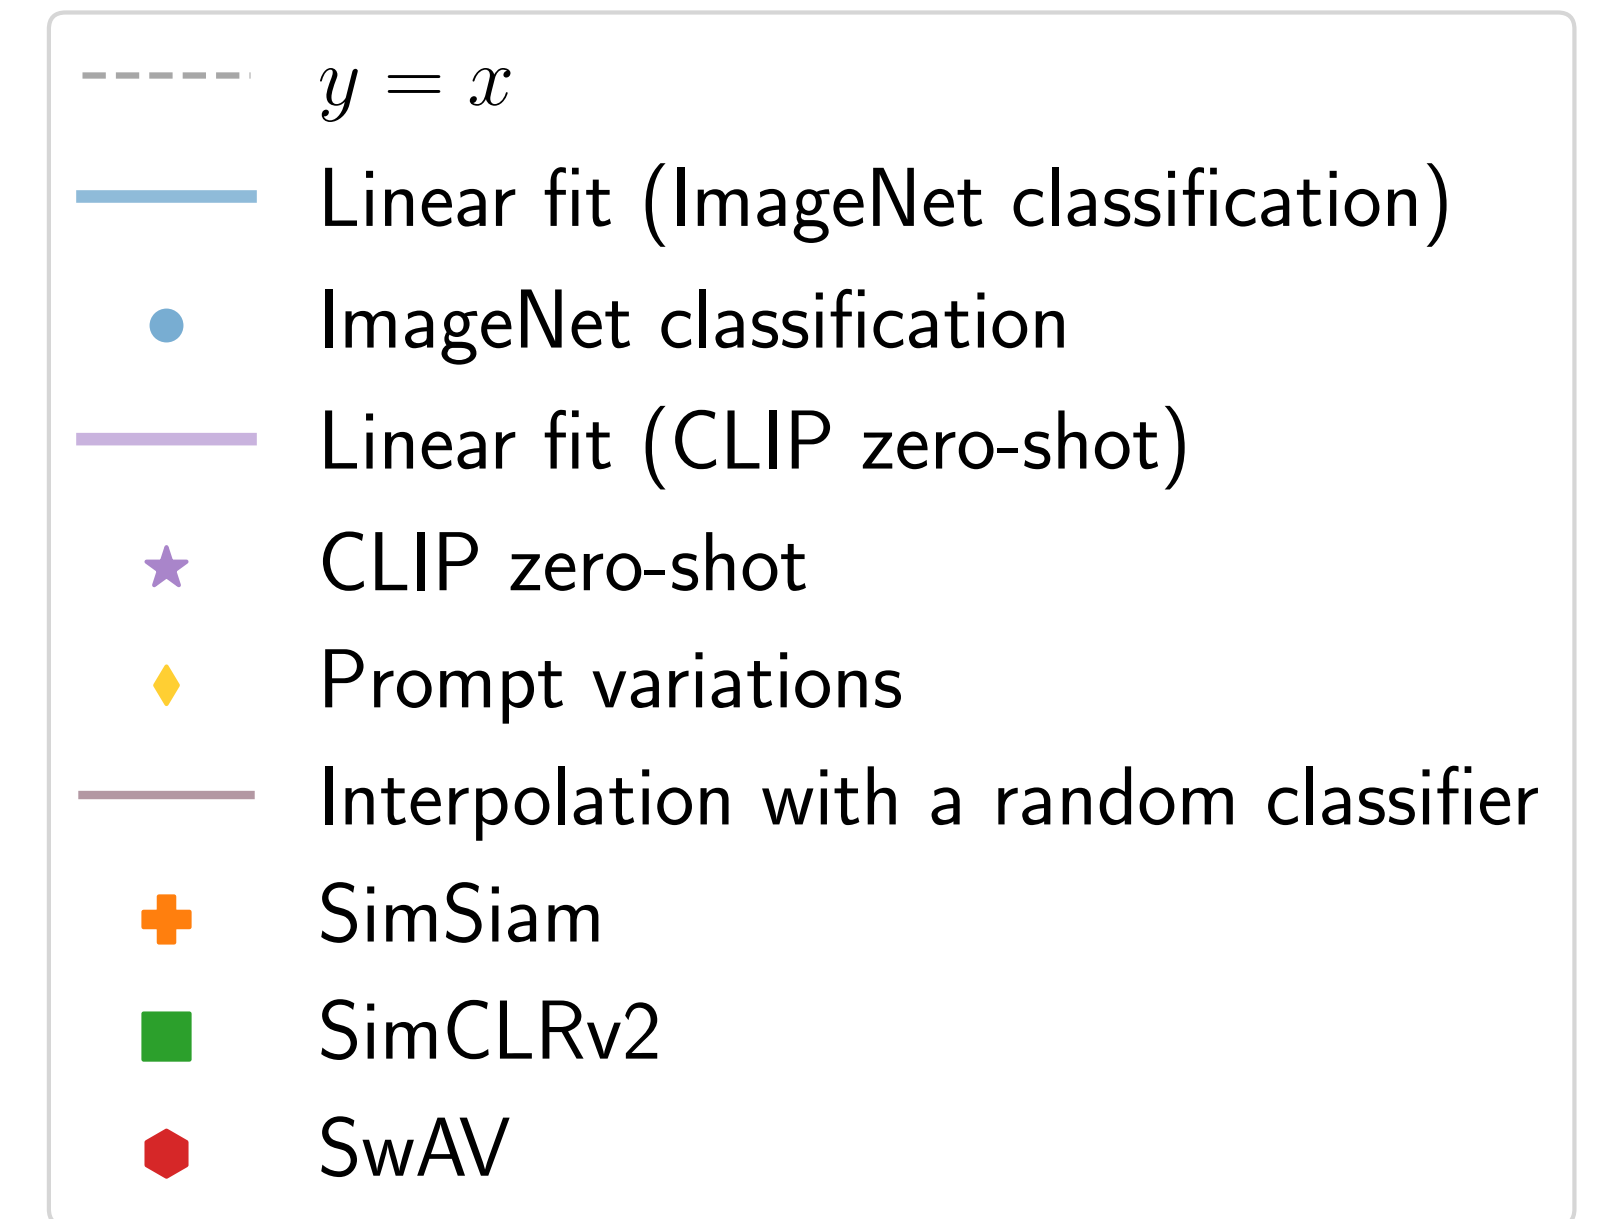 y = x
Linear fit (ImageNet classification)
ImageNet classification
Linear fit (CLIP zero-shot)
CLIP zero-shot
Prompt variations
Interpolation with a random classifier
SimSiam
SimCLRv2
SwAV